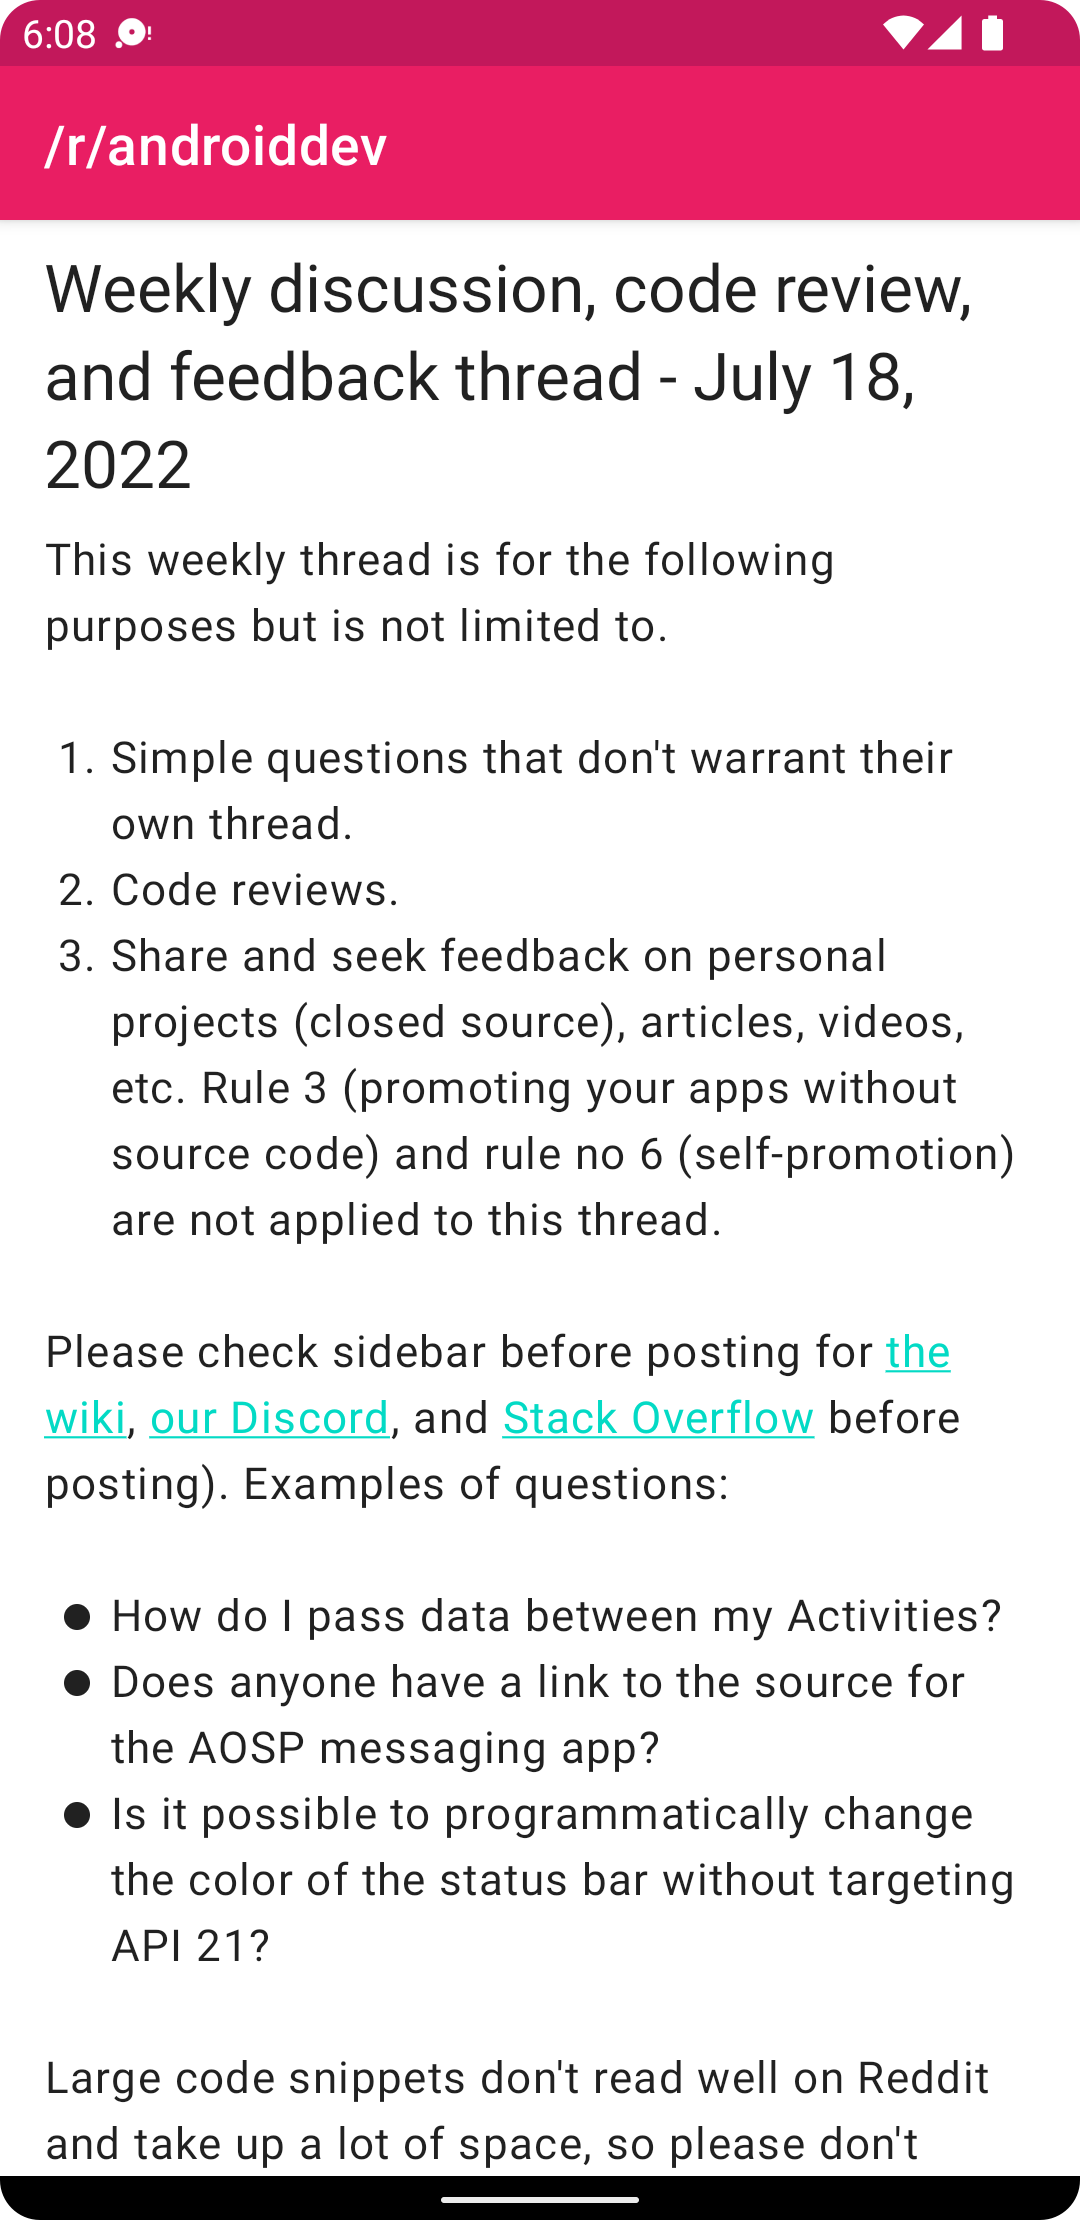 6:08
/r/androiddev
Weekly discussion, code review,
and feedback thread - July 18,
2022
This weekly thread is for the following
purposes but is not limited to.
1. Simple questions that don't warrant their
own thread.
2. Code reviews.
3. Share and seek feedback on personal
projects (closed source), articles, videos,
etc. Rule 3 (promoting your apps without
source code) and rule no 6 (self-promotion)
are not applied to this thread.
Please check sidebar before posting for the
wiki, our Discord, and Stack Overflow before
posting). Examples of questions:
● How do I pass data between my Activities?
● Does anyone have a link to the source for
the AOSP messaging app?
● Is it possible to programmatically change
the color of the status bar without targeting
API 21?
Large code snippets don't read well on Reddit
and take up a lot of space, so please don't